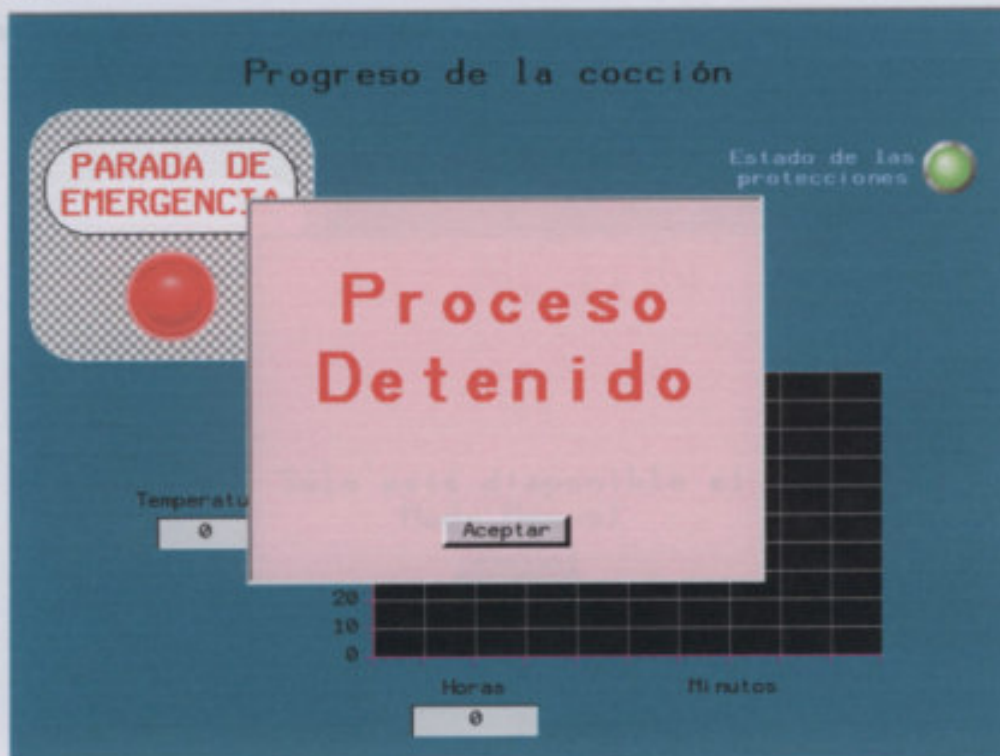 Progreso de la cocción
PARADA DE
EMERGENCIA
Estado de las
protecciones
Proceso
Detenido
Temperatu
0
Aceptar
20
10
0
Horas
Minutos
0